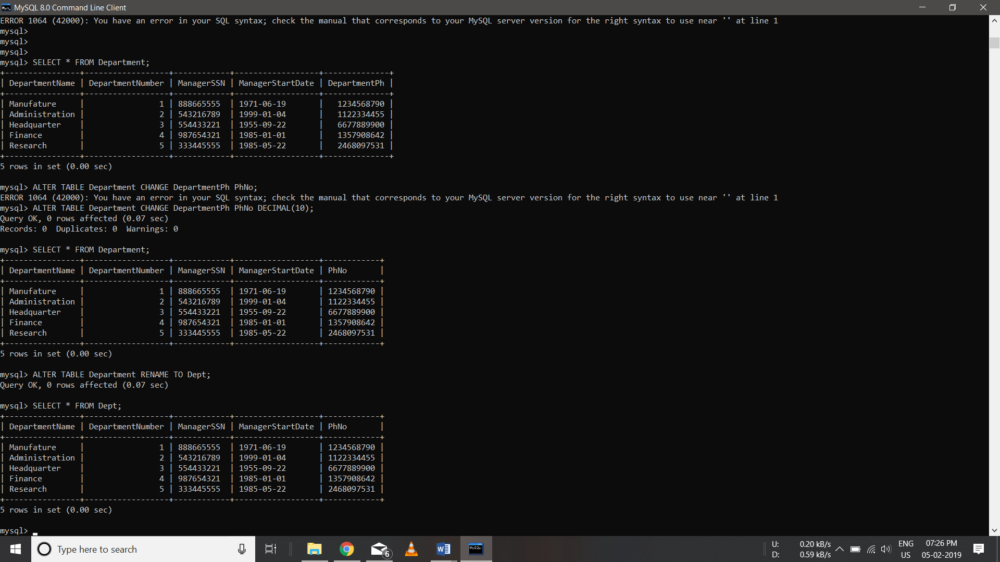 MySQL 8.0 Command Line Client
ERROR 1064 (42000): You have an error in your SQL syntax; check the manual that corresponds to your MySQL server version for the right syntax to use near '' at line 1
mysql>
mysql>
mysql>
mysql> SELECT * FROM Department;
+----------------+------------------+------------+------------------+--------------+
| DepartmentName | DepartmentNumber | ManagerSSN | ManagerStartDate | DepartmentPh |
+----------------+------------------+------------+------------------+--------------+
| Manufature     |                1 | 888665555  | 1971-06-19       |   1234568790 |
| Administration |                2 | 543216789  | 1999-01-04       |   1122334455 |
| Headquarter    |                3 | 554433221  | 1955-09-22       |   6677889900 |
| Finance        |                4 | 987654321  | 1985-01-01       |   1357908642 |
| Research       |                5 | 333445555  | 1985-05-22       |   2468097531 |
+----------------+------------------+------------+------------------+--------------+
5 rows in set (0.00 sec)
mysql> ALTER TABLE Department CHANGE DepartmentPh PhNo;
ERROR 1064 (42000): You have an error in your SQL syntax; check the manual that corresponds to your MySQL server version for the right syntax to use near '' at line 1
mysql> ALTER TABLE Department CHANGE DepartmentPh PhNo DECIMAL(10);
Query OK, 0 rows affected (0.07 sec)
Records: 0  Duplicates: 0  Warnings: 0
mysql> SELECT * FROM Department;
+----------------+------------------+------------+------------------+------------+
| DepartmentName | DepartmentNumber | ManagerSSN | ManagerStartDate | PhNo       |
+----------------+------------------+------------+------------------+------------+
| Manufature     |                1 | 888665555  | 1971-06-19       | 1234568790 |
| Administration |                2 | 543216789  | 1999-01-04       | 1122334455 |
| Headquarter    |                3 | 554433221  | 1955-09-22       | 6677889900 |
| Finance        |                4 | 987654321  | 1985-01-01       | 1357908642 |
| Research       |                5 | 333445555  | 1985-05-22       | 2468097531 |
+----------------+------------------+------------+------------------+------------+
5 rows in set (0.00 sec)
mysql> ALTER TABLE Department RENAME TO Dept;
Query OK, 0 rows affected (0.07 sec)
mysql> SELECT * FROM Dept;
+----------------+------------------+------------+------------------+------------+
| DepartmentName | DepartmentNumber | ManagerSSN | ManagerStartDate | PhNo       |
+----------------+------------------+------------+------------------+------------+
| Manufature     |                1 | 888665555  | 1971-06-19       | 1234568790 |
| Administration |                2 | 543216789  | 1999-01-04       | 1122334455 |
| Headquarter    |                3 | 554433221  | 1955-09-22       | 6677889900 |
| Finance        |                4 | 987654321  | 1985-01-01       | 1357908642 |
| Research       |                5 | 333445555  | 1985-05-22       | 2468097531 |
+----------------+------------------+------------+------------------+------------+
5 rows in set (0.00 sec)
mysql> _
Type here to search
6
U: 0.20 kB/s
D: 0.59 kB/s
ENG
US
07:26 PM
05-02-2019